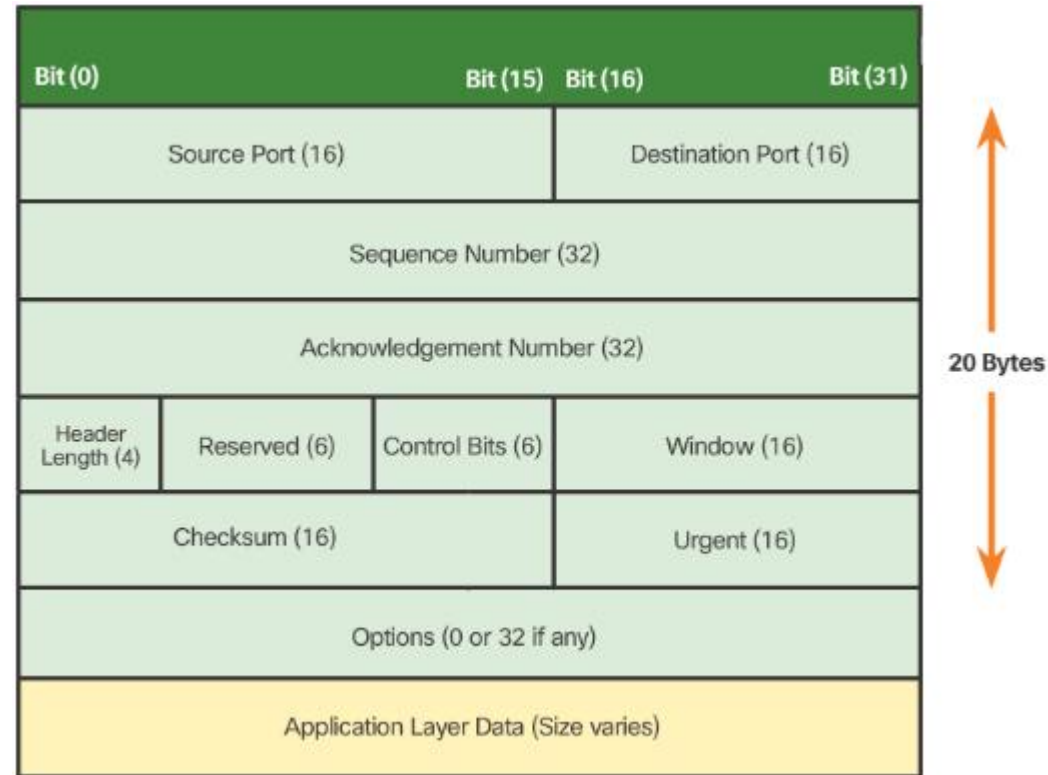 Bit (0) Bit (15) Bit (16) Bit (31)
Source Port (16) Destination Port (16)
Sequence Number (32)
Acknowledgement Number (32)
20 Bytes
Header
Length (4) Reserved (6) Control Bits (6) Window (16)
Checksum (16) Urgent (16)
Options (0 or 32 if any)
Application Layer Data (Size varies)